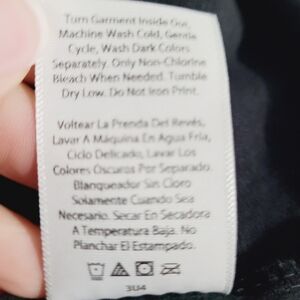 Turn Garment Inside Out,
Machine Wash Cold, Gentle
Cycle, Wash Dark Colors
Separately. Only Non-Chlorine
Bleach When Needed. Tumble
Dry Low. Do Not Iron Print.
Voltear La Prenda Del Revés,
Lavar A Máquina En Agua Fría,
Ciclo Delicado, Lavar Los
Colores Oscuros Por Separado.
Blanqueador Sin Cloro
Solamente Cuando Sea
Necesario. Secar En Secadora
A Temperatura Baja. No
Planchar El Estampado.
3U4